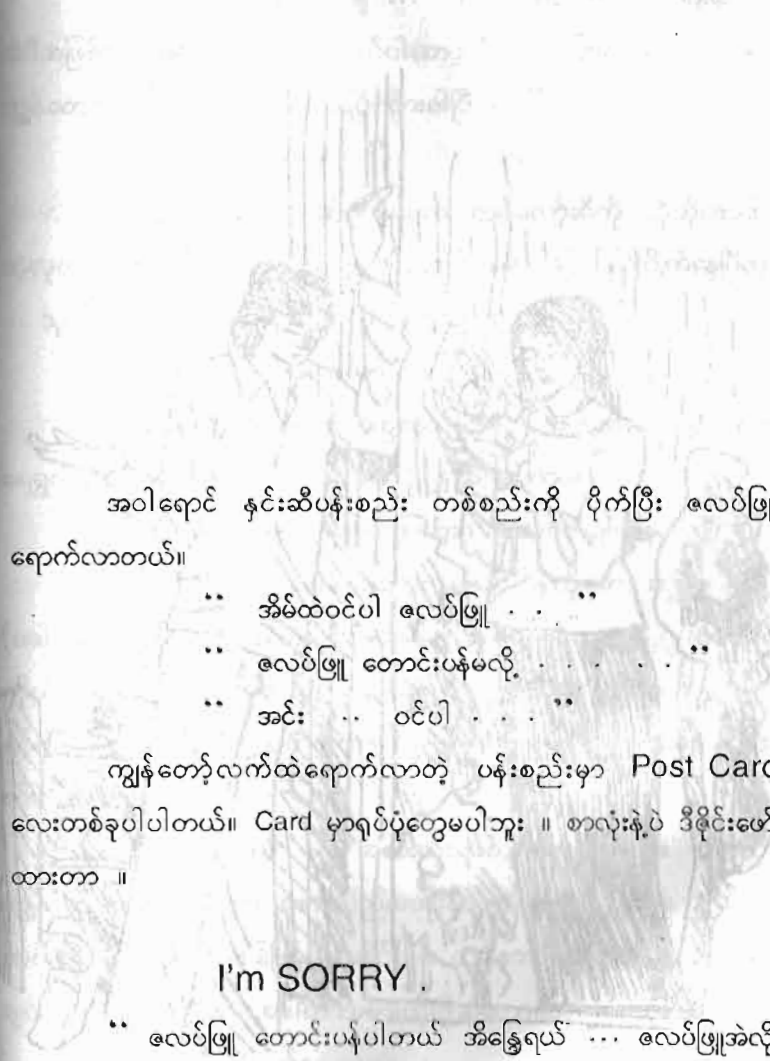 အဝါရောင် နှင်းဆီပန်းစည်း တစ်စည်းကို ပိုက်ပြီး ဇလပ်ဖြူ
ရောက်လာတယ်။
“ အိမ်ထဲဝင်ပါ ဇလပ်ဖြူ . . . ”
“ ဇလပ်ဖြူ တောင်းပန်မလို့ . . . . . ”
“ အင်း .. ဝင်ပါ . . . ”
ကျွန်တော့်လက်ထဲရောက်လာတဲ့ ပန်းစည်းမှာ Post Card
လေးတစ်ခုပါပါတယ်။ Card မှာရုပ်ပုံတွေမပါဘူး ။ စာလုံးနဲ့ပဲ ဒီဇိုင်းဖော်
ထားတာ ။
I'm SORRY .
“ ဇလပ်ဖြူ တောင်းပန်ပါတယ် အိန္ဒြေရယ် ... ဇလပ်ဖြူအဲလို